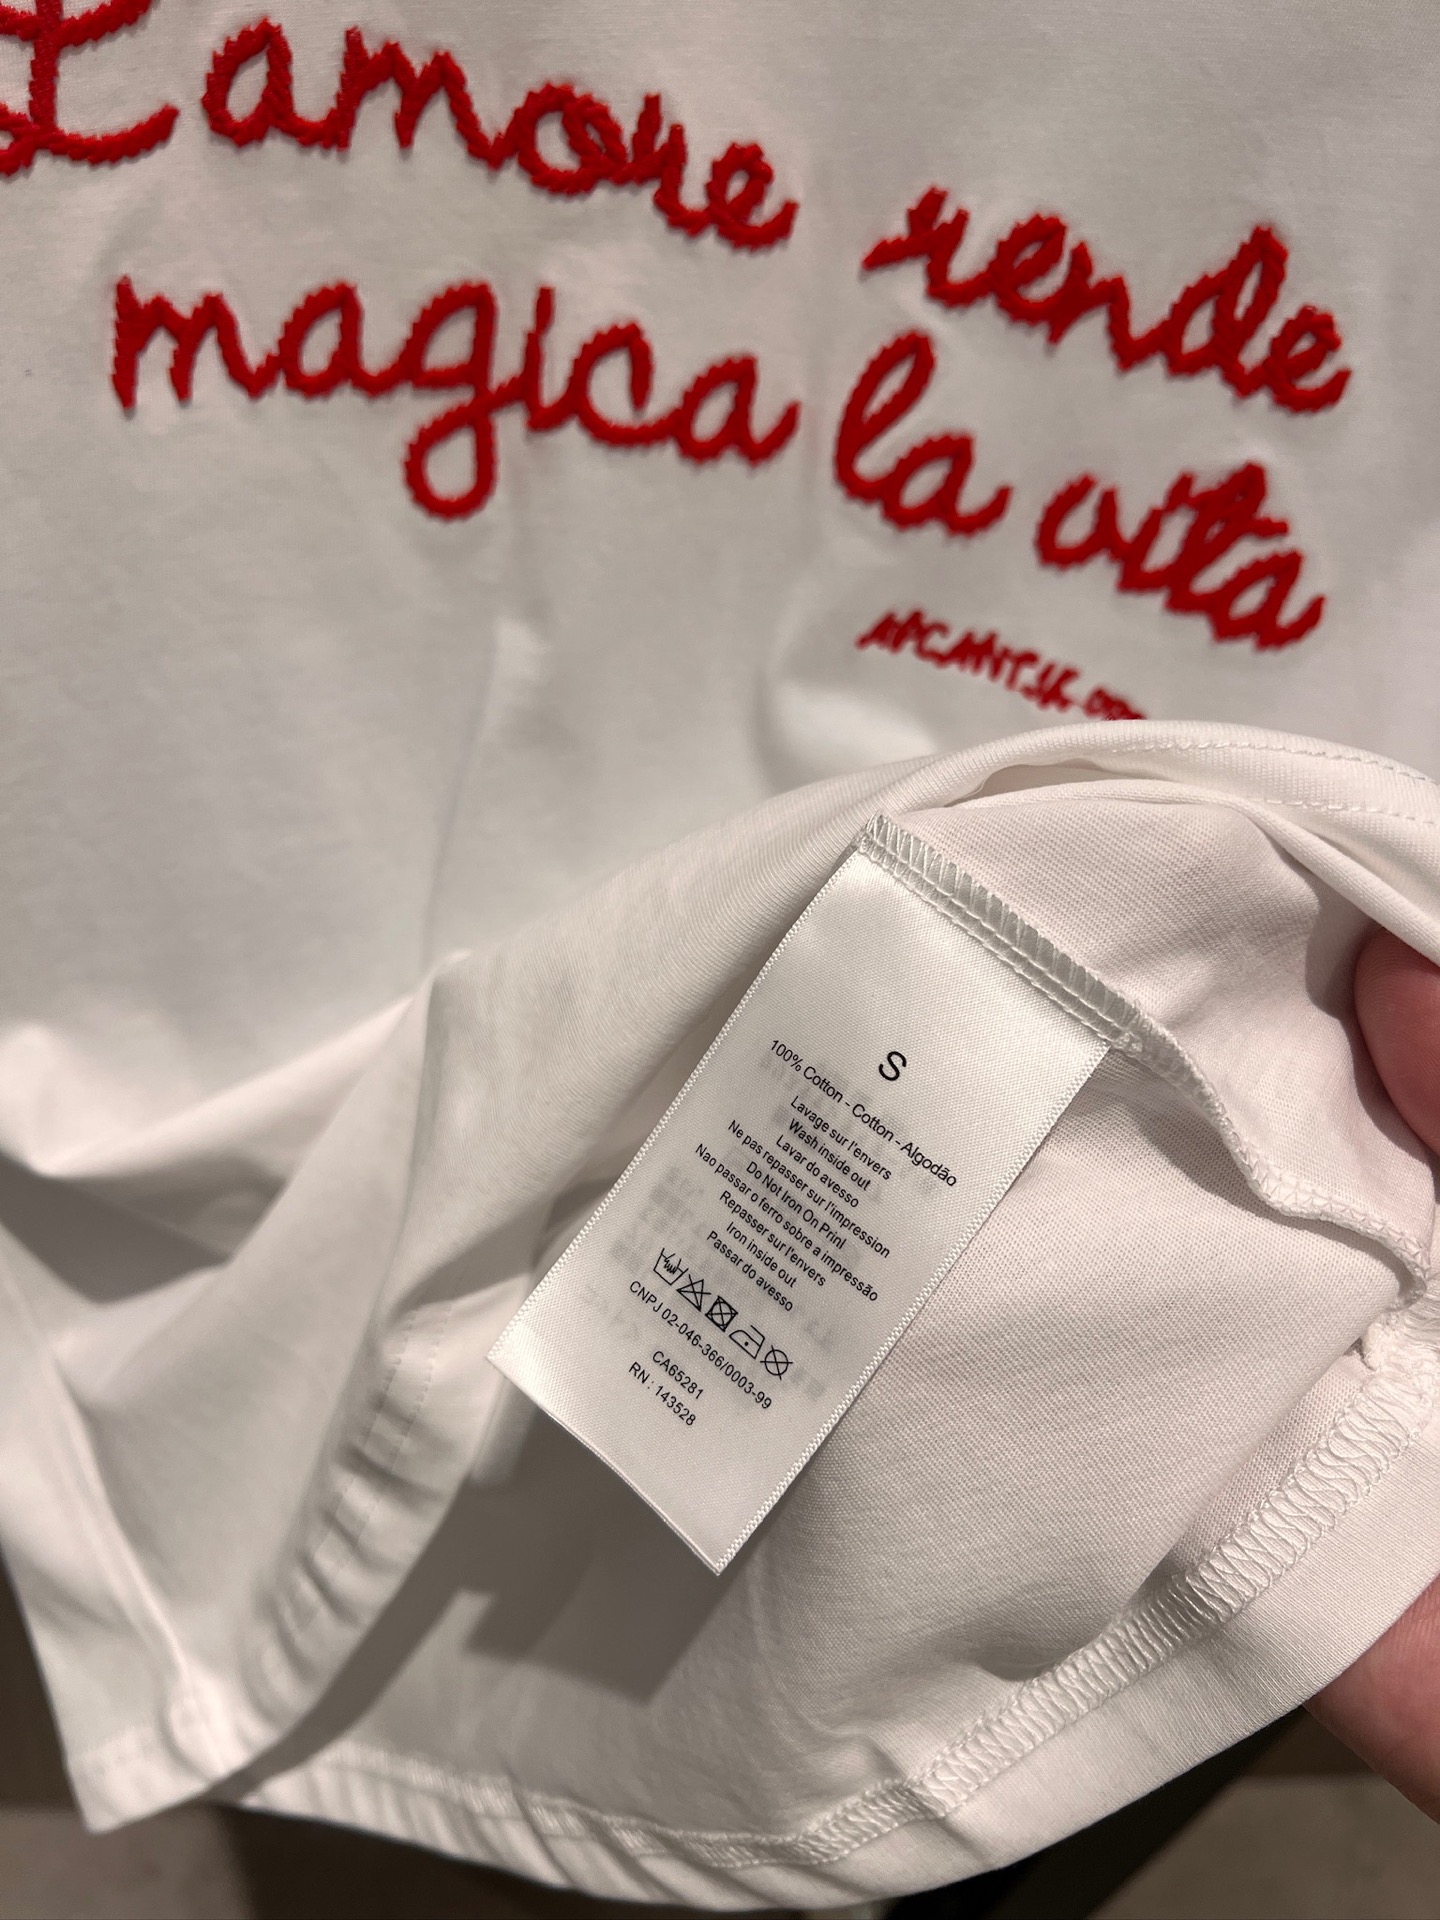 L'amore rende
magica la vita
S
100% Cotton - Cotton - Algodão
Lavage sur l'envers
Wash inside out
Lavar do avesso
Ne pas repasser sur l'impression
Do Not Iron On Print
Nao passar o ferro sobre a impressão
Repasser sur l'envers
Iron inside out
Passar do avesso
CNPJ 02-046-366/0003-99
CA65281
RN : 143528